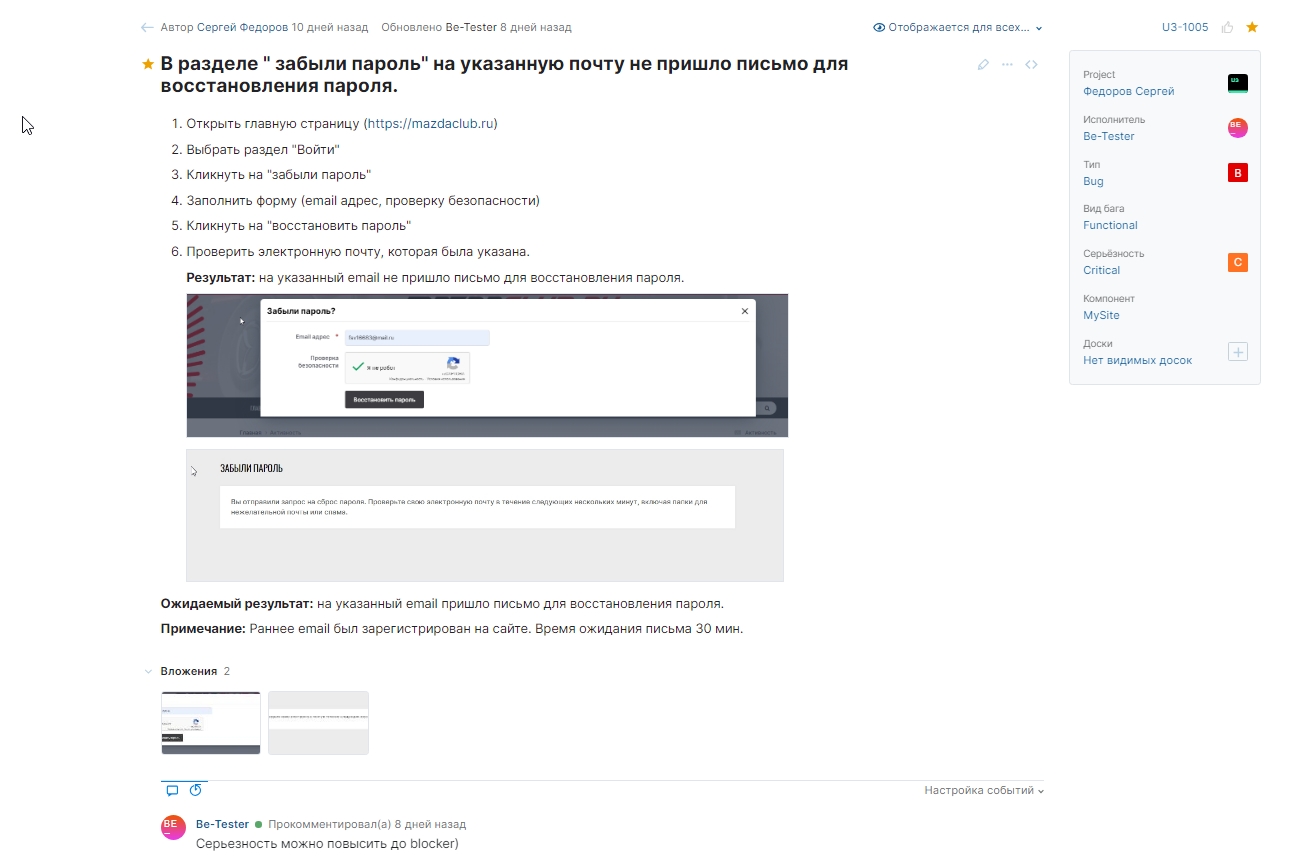 Автор Сергей Федоров 10 дней назад Обновлено Be-Tester 8 дней назад
Отображается для всех...
U3-1005
В разделе " забыли пароль" на указанную почту не пришло письмо для
восстановления пароля.
1. Открыть главную страницу (https://mazdaclub.ru)
2. Выбрать раздел "Войти"
3. Кликнуть на "забыли пароль"
4. Заполнить форму (email адрес, проверку безопасности)
5. Кликнуть на "восстановить пароль"
6. Проверить электронную почту, которая была указана.
Результат: на указанный email не пришло письмо для восстановления пароля.
Забыли пароль?
Email адрес *
Проверка
безопасности
Я не робот
Конфиденциальность Условия использования
Восстановить пароль
Главная Активность
Активность
ЗАБЫЛИ ПАРОЛЬ
Вы отправили запрос на сброс пароля. Проверьте свою электронную почту в течение следующих нескольких минут, включая папки для
нежелательной почты или спама.
Ожидаемый результат: на указанный email пришло письмо для восстановления пароля.
Примечание: Раннее email был зарегистрирован на сайте. Время ожидания письма 30 мин.
Вложения 2
Настройка событий
BE
Be-Tester Прокомментировал(а) 8 дней назад
Серьезность можно повысить до blocker)
Project
Федоров Сергей
U3
Исполнитель
Be-Tester
BE
Тип
Bug
B
Вид бага
Functional
Серьёзность
Critical
C
Компонент
MySite
Доски
Нет видимых досок